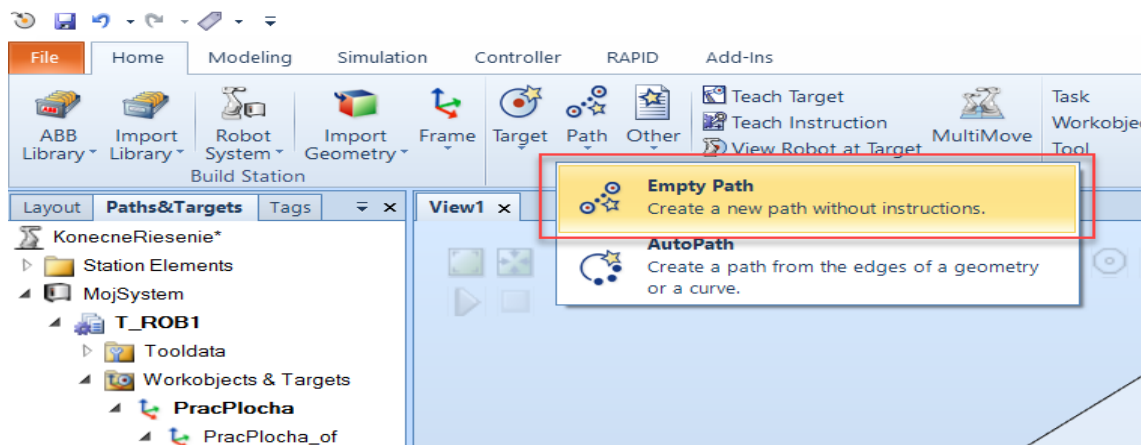 File Home Modeling Simulation Controller RAPID Add-Ins
ABB Library
Import Library
Robot System
Import Geometry
Frame
Target
Path
Other
Teach Target
Teach Instruction
View Robot at Target
MultiMove
Task
Workobjec
Tool
Build Station
Empty Path
Create a new path without instructions.
AutoPath
Create a path from the edges of a geometry
or a curve.
Layout Paths&Targets Tags
View1
KonecneRiesenie*
Station Elements
MojSystem
T_ROB1
Tooldata
Workobjects & Targets
PracPlocha
PracPlocha_of